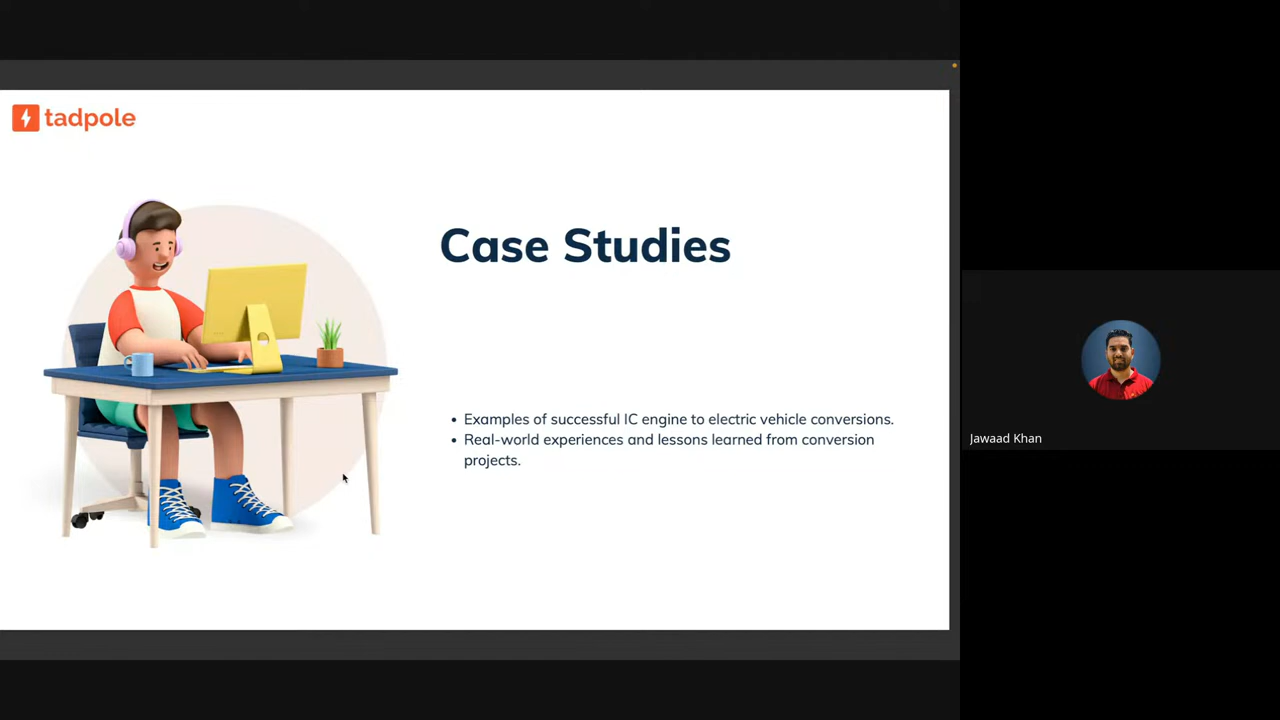 tadpole
Case Studies
• Examples of successful IC engine to electric vehicle conversions.
• Real-world experiences and lessons learned from conversion
projects.
Jawaad Khan